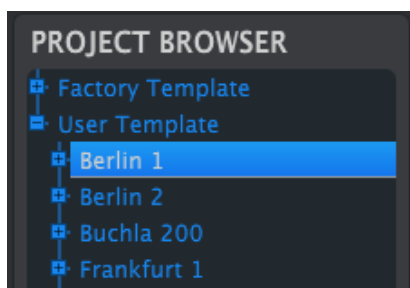 PROJECT BROWSER
Factory Template
User Template
Berlin 1
Berlin 2
Buchla 200
Frankfurt 1